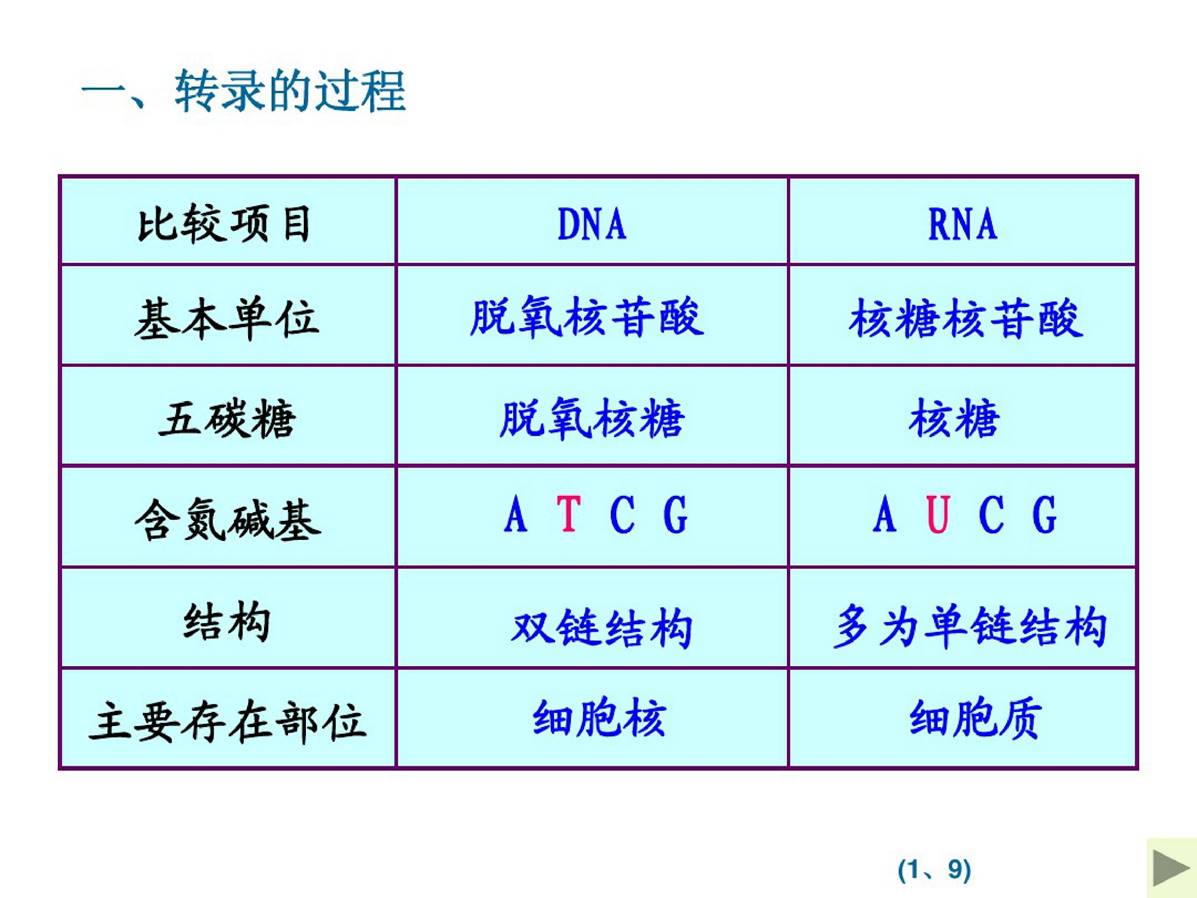 一、转录的过程
比较项目 DNA RNA
基本单位 脱氧核苷酸 核糖核苷酸
五碳糖 脱氧核糖 核糖
含氮碱基 A T C G A U C G
结构 双链结构 多为单链结构
主要存在部位 细胞核 细胞质
(1、9)